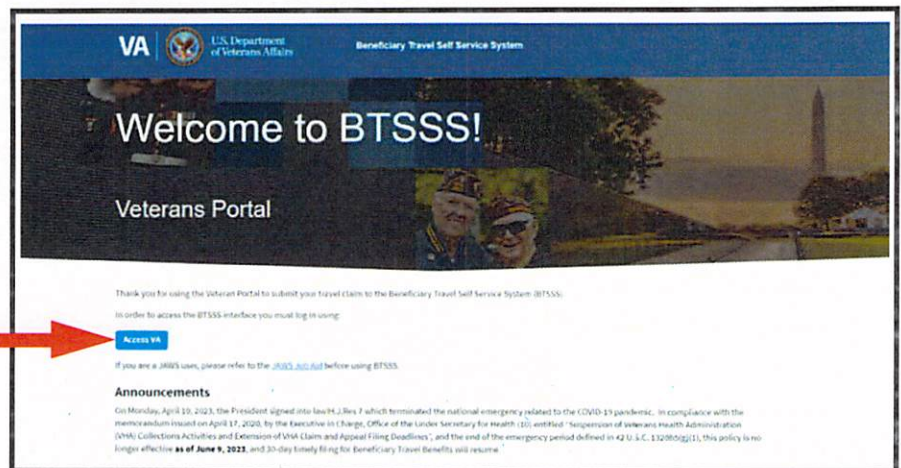 VA
U.S. Department
of Veterans Affairs
Beneficiary Travel Self Service System
Welcome to BTSSS!
Veterans Portal
Thank you for using the Veteran Portal to submit your travel claim to the Beneficiary Travel Self Service System (BTSSS).
In order to access the BTSSS interface you must log in using:
Access VA
If you are a JAWS user, please refer to the JAWS Job Aid before using BTSSS.
Announcements
On Monday, April 10, 2023, the President signed into law H.J.Res 7 which terminated the national emergency related to the COVID-19 pandemic. In compliance with the
memorandum issued on April 17, 2020, by the Executive in Charge, Office of the Under Secretary for Health (10) entitled "Suspension of Veterans Health Administration
(VHA) Collections Activities and Extension of VHA Claim and Appeal Filing Deadlines", and the end of the emergency period defined in 42 U.S.C. (g)(1), this policy is no
longer effective as of June 9, 2023, and 30-day timely filing for Beneficiary Travel Benefits will resume